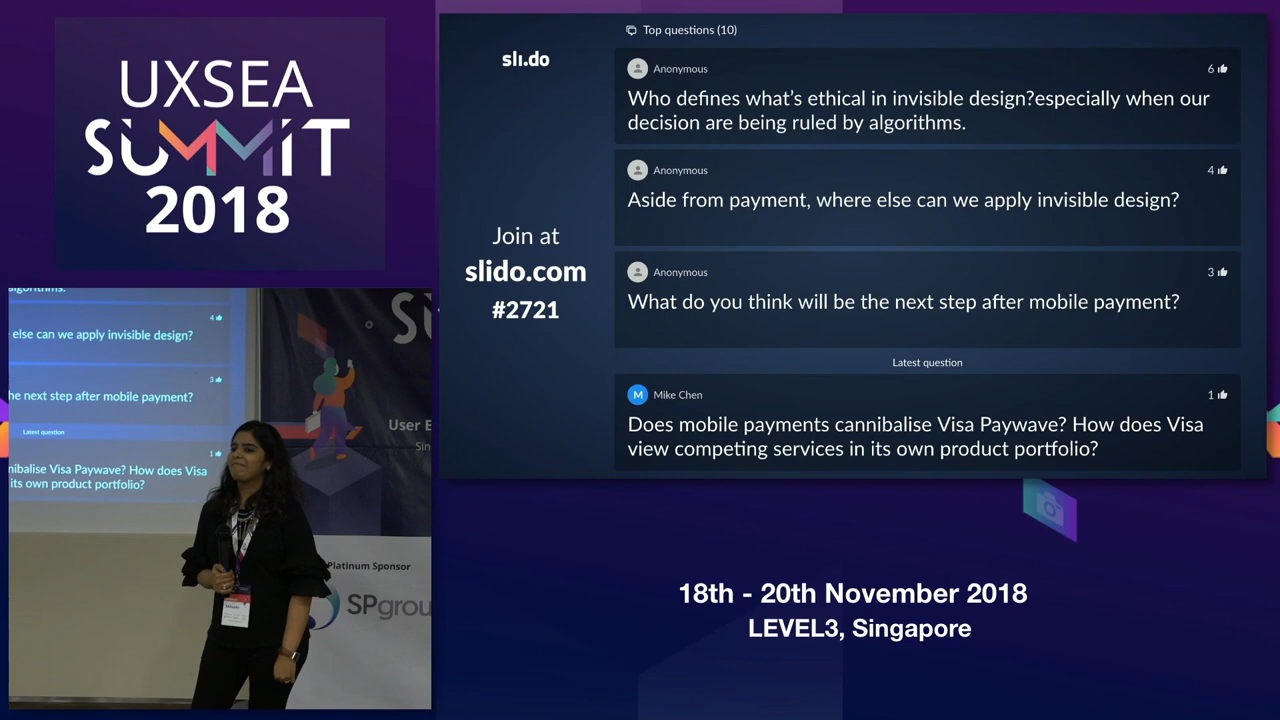 UXSEA
SUMMIT
2018
sli.do
Join at
slido.com
#2721
Top questions (10)
Anonymous
6
Who defines what's ethical in invisible design?especially when our
decision are being ruled by algorithms.
Anonymous
4
Aside from payment, where else can we apply invisible design?
Anonymous
3
What do you think will be the next step after mobile payment?
Latest question
M
Mike Chen
1
Does mobile payments cannibalise Visa Paywave? How does Visa
view competing services in its own product portfolio?
algorithms.
4
else can we apply invisible design?
3
he next step after mobile payment?
Latest question
1
nibalise Visa Paywave? How does Visa
its own product portfolio?
SU
User E
Sin
Platinum Sponsor
SPgrou
18th - 20th November 2018
LEVEL3, Singapore